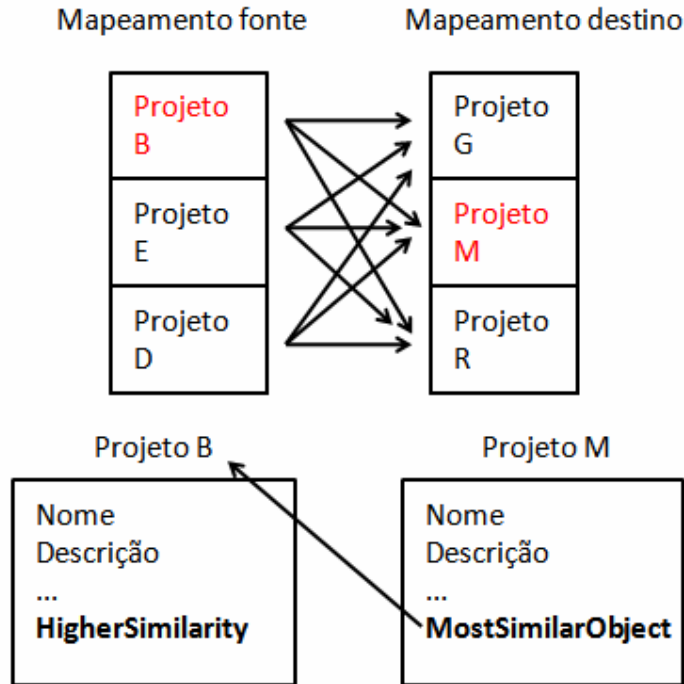 Mapeamento fonte
Mapeamento destino
Projeto
B
Projeto
E
Projeto
D
Projeto
G
Projeto
M
Projeto
R
Projeto B
Nome
Descrição
...
HigherSimilarity
Projeto M
Nome
Descrição
...
MostSimilarObject